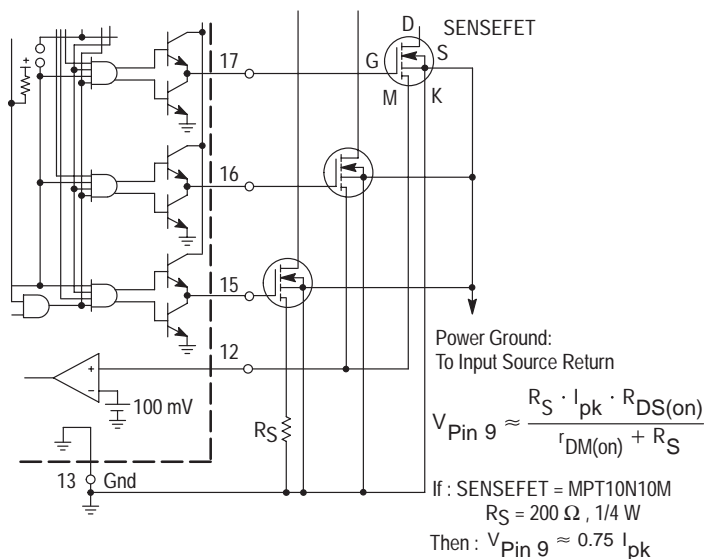 D
SENSEFET
+
17
G
S
M
K
16
15
12
+
−
100 mV
RS
Power Ground:
To Input Source Return
VPin 9 ≈ RS · Ipk · RDS(on)
rDM(on) + RS
13 Gnd
If : SENSEFET = MPT10N10M
RS = 200 Ω , 1/4 W
Then : VPin 9 ≈ 0.75 Ipk